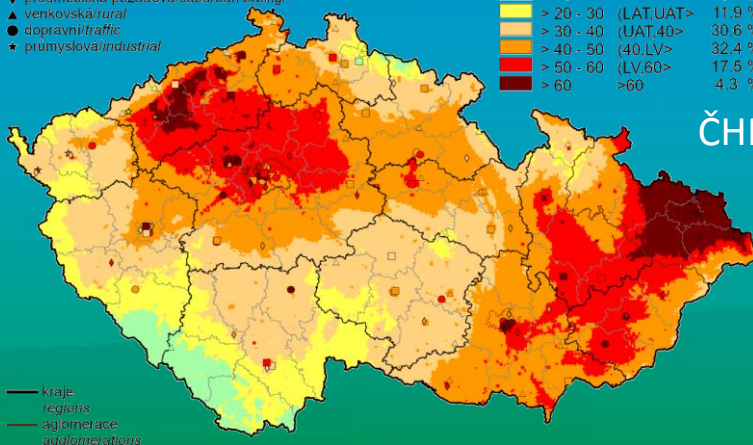 ▲ venkovská/rural
● dopravní/traffic
★ průmyslová/industrial
> 20 - 30 (LAT,UAT> 11.9 %
> 30 - 40 (UAT,40> 30.6 %
> 40 - 50 (40,LV> 32.4 %
> 50 - 60 (LV,60> 17.5 %
> 60 >60 4.3 %
kraje
regions
aglomerace
agglomerations